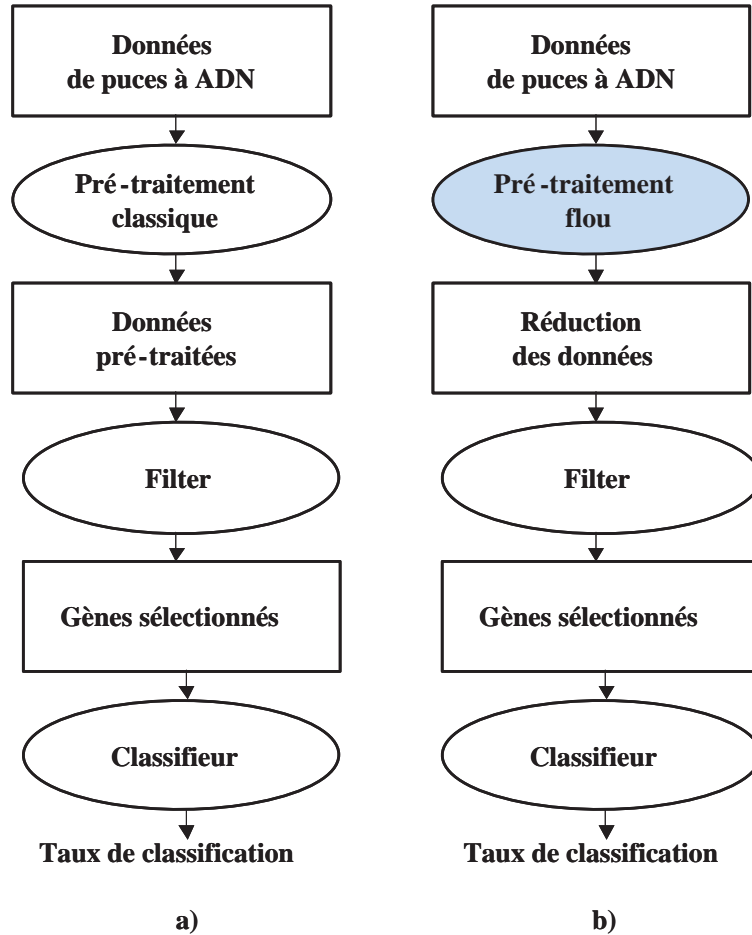 Données
de puces à ADN
Pré-traitement
classique
Données
pré-traitées
Filter
Gènes sélectionnés
Classifieur
Taux de classification
a)
Données
de puces à ADN
Pré-traitement
flou
Réduction
des données
Filter
Gènes sélectionnés
Classifieur
Taux de classification
b)